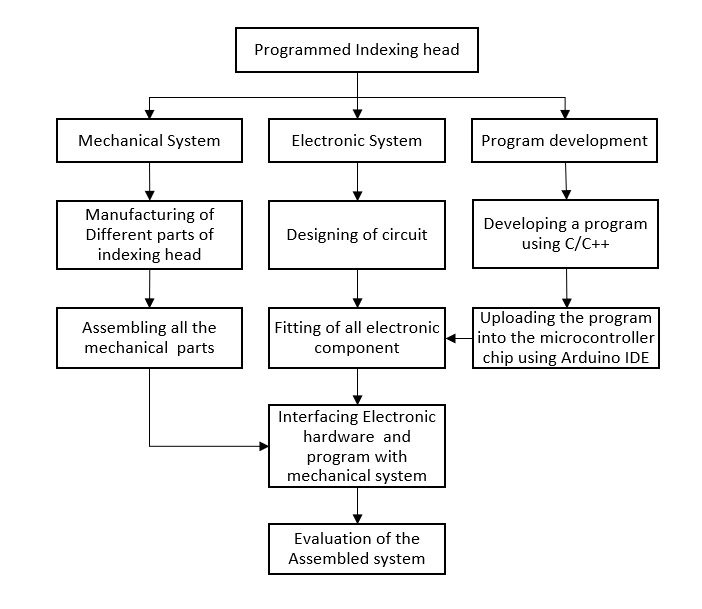 Programmed Indexing head
Mechanical System
Electronic System
Program development
Manufacturing of
Different parts of
indexing head
Designing of circuit
Developing a program
using C/C++
Assembling all the
mechanical parts
Fitting of all electronic
component
Uploading the program
into the microcontroller
chip using Arduino IDE
Interfacing Electronic
hardware and
program with
mechanical system
Evaluation of the
Assembled system